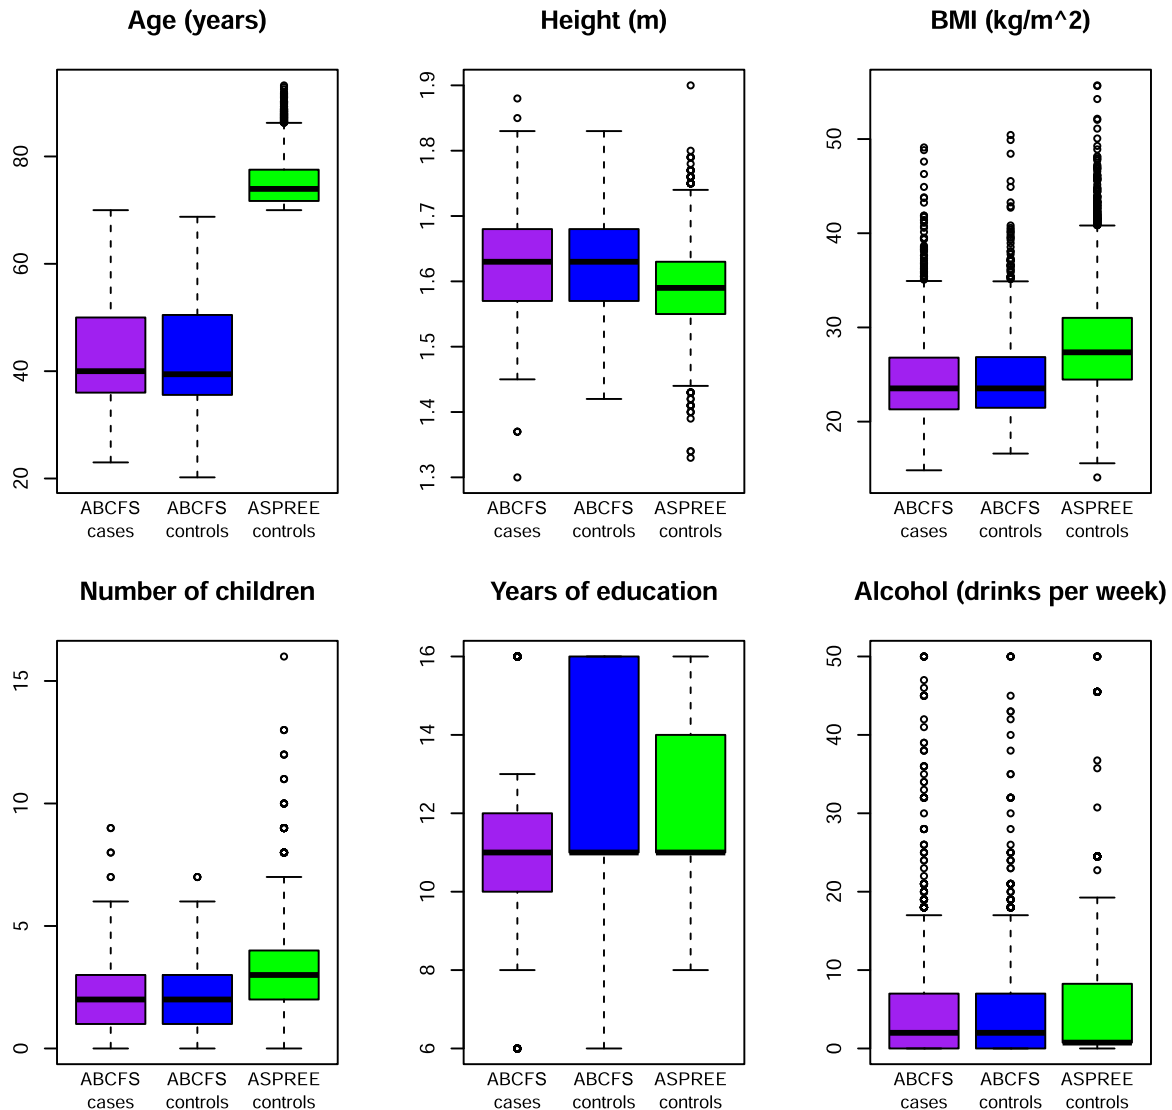 Age (years)
Height (m)
BMI (kg/m^2)
80
60
40
20
1.9
1.8
1.7
1.6
1.5
1.4
1.3
50
40
30
20
ABCFS ABCFS ASPREE
cases controls controls
ABCFS ABCFS ASPREE
cases controls controls
ABCFS ABCFS ASPREE
cases controls controls
Number of children
Years of education
Alcohol (drinks per week)
15
10
5
0
16
14
12
10
8
6
50
40
30
20
10
0
ABCFS ABCFS ASPREE
cases controls controls
ABCFS ABCFS ASPREE
cases controls controls
ABCFS ABCFS ASPREE
cases controls controls